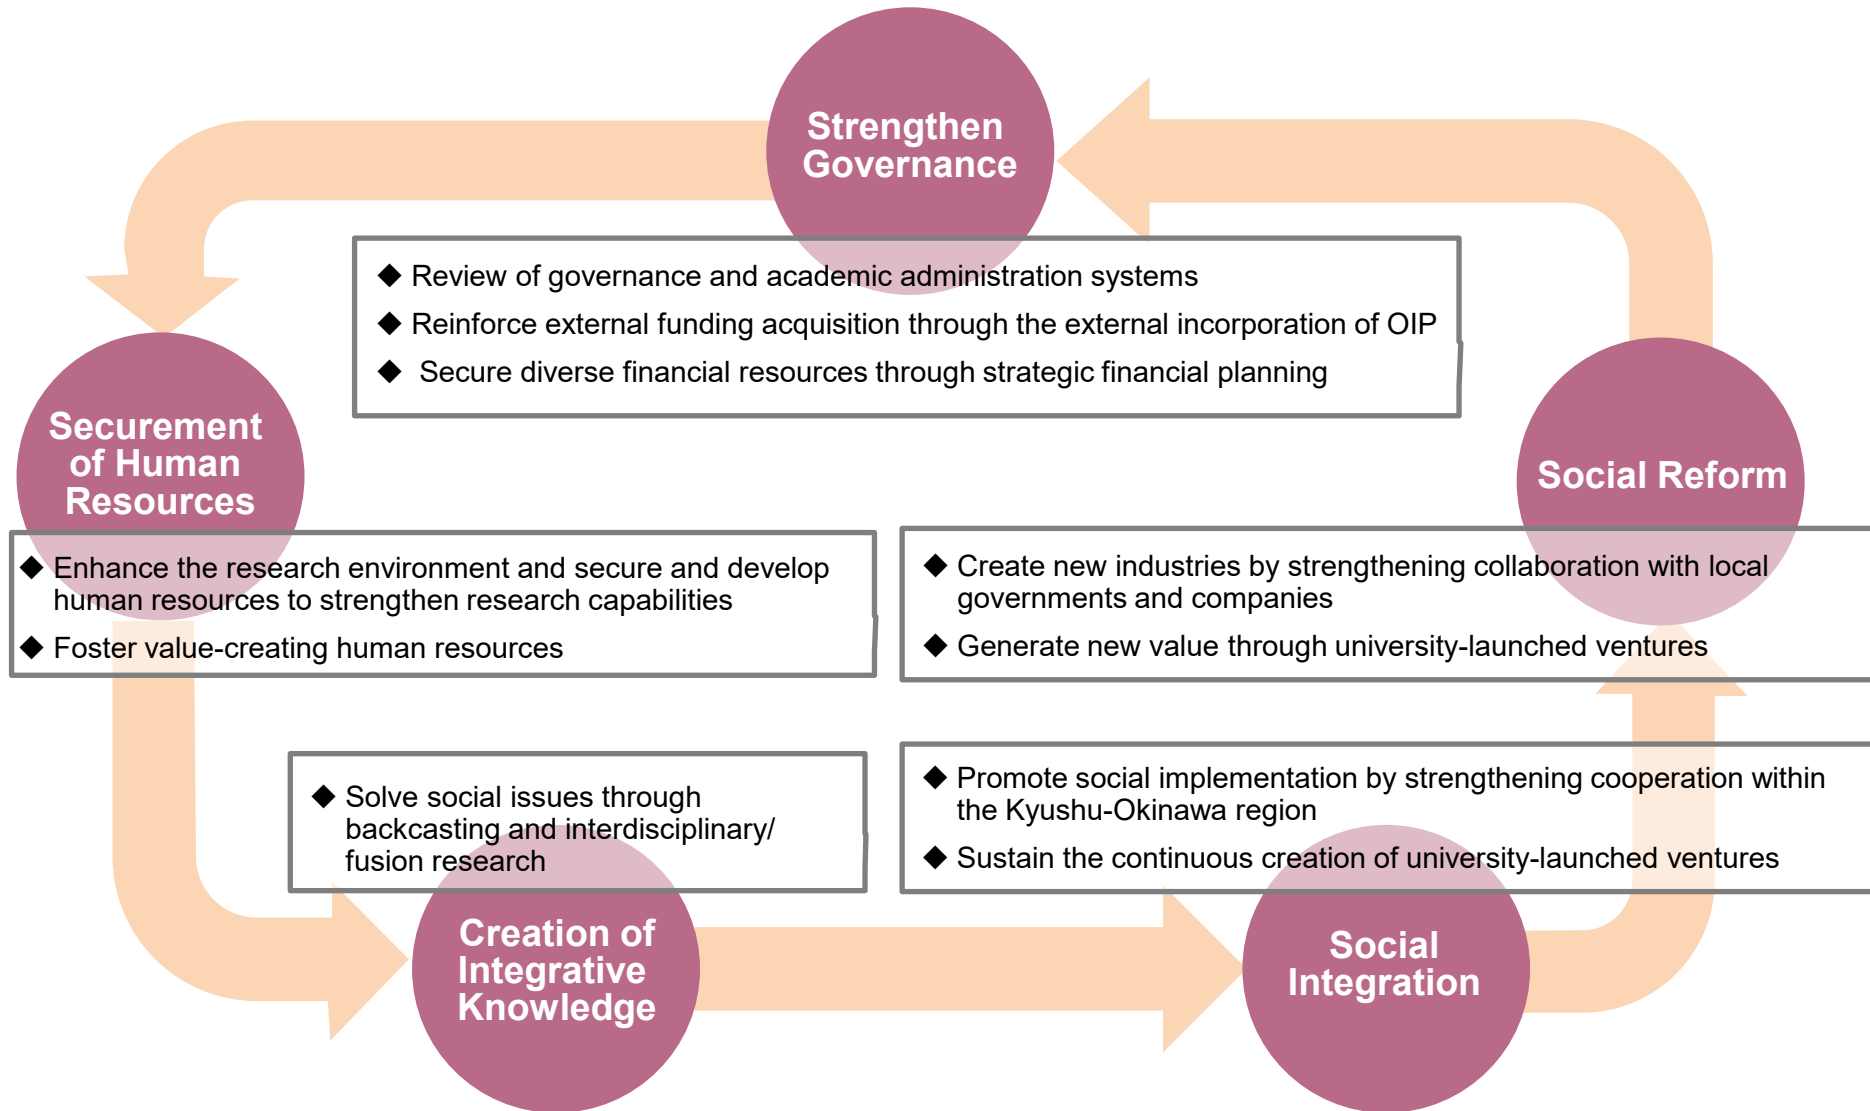 Strengthen
Governance
◆ Review of governance and academic administration systems
◆ Reinforce external funding acquisition through the external incorporation of OIP
◆ Secure diverse financial resources through strategic financial planning
Securement
of Human
Resources
◆ Enhance the research environment and secure and develop
human resources to strengthen research capabilities
◆ Foster value-creating human resources
Social Reform
◆ Create new industries by strengthening collaboration with local
governments and companies
◆ Generate new value through university-launched ventures
◆ Solve social issues through
backcasting and interdisciplinary/
fusion research
Creation of
Integrative
Knowledge
◆ Promote social implementation by strengthening cooperation within
the Kyushu-Okinawa region
◆ Sustain the continuous creation of university-launched ventures
Social
Integration